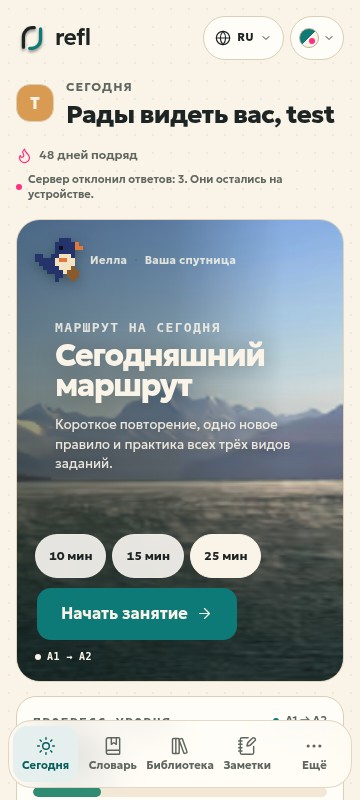 refl
RU
СЕГОДНЯ
Т
Рады видеть вас, test
48 дней подряд
Сервер отклонил ответов: 3. Они остались на
устройстве.
Иелла Ваша спутница
МАРШРУТ НА СЕГОДНЯ
Сегодняшний
маршрут
Короткое повторение, одно новое
правило и практика всех трёх видов
заданий.
10 мин 15 мин 25 мин
Начать занятие →
A1 → A2
Сегодня Словарь Библиотека Заметки Ещё